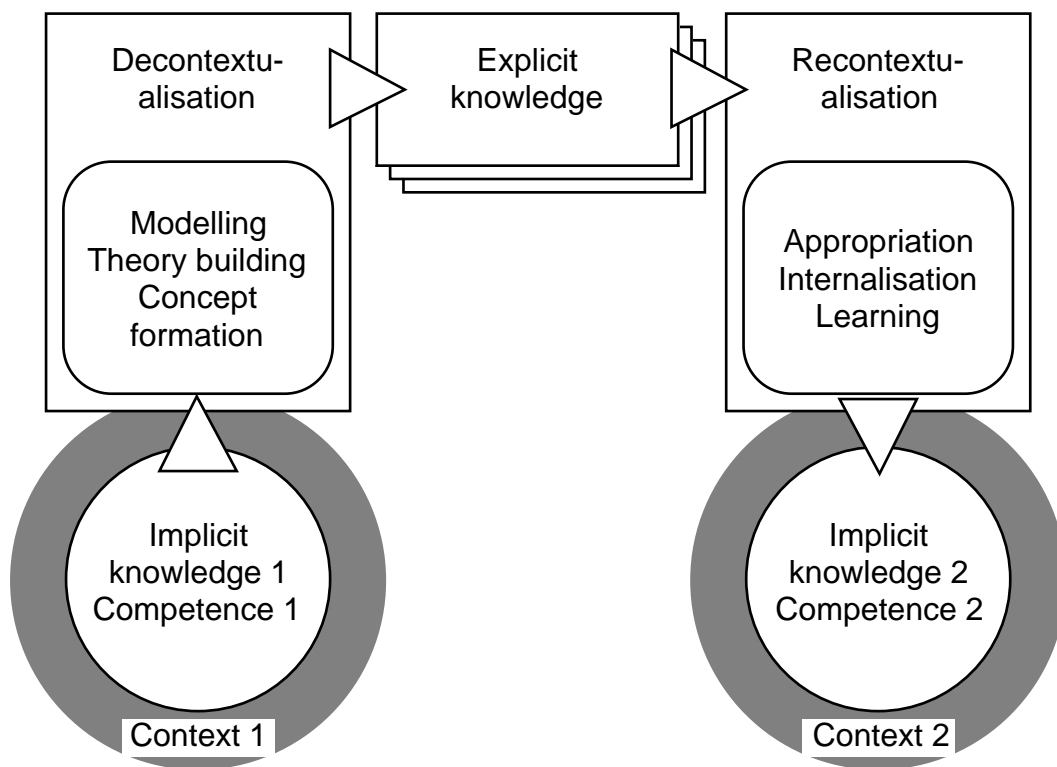 Decontextu-
alisation
Modelling
Theory building
Concept
formation
Implicit
knowledge 1
Competence 1
Context 1
Explicit
knowledge
Recontextu-
alisation
Appropriation
Internalisation
Learning
Implicit
knowledge 2
Competence 2
Context 2